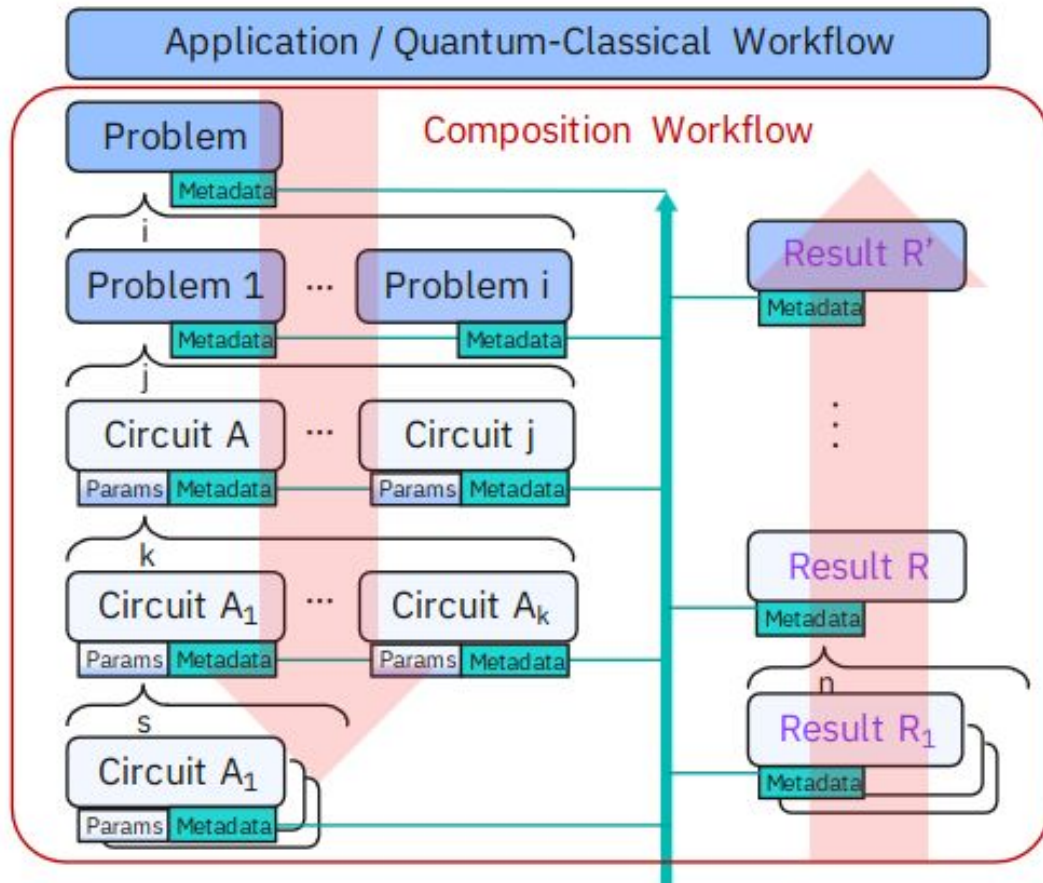 Application / Quantum-Classical Workflow
Composition Workflow
Problem
Metadata
i
Problem 1 ... Problem i
Metadata Metadata
j
Circuit A ... Circuit j
Params Metadata Params Metadata
k
Circuit A₁ ... Circuit Aₖ
Params Metadata Params Metadata
s
Circuit A₁
Params Metadata
Result R’
Metadata
⋮
Result R
Metadata
n
Result R₁
Metadata